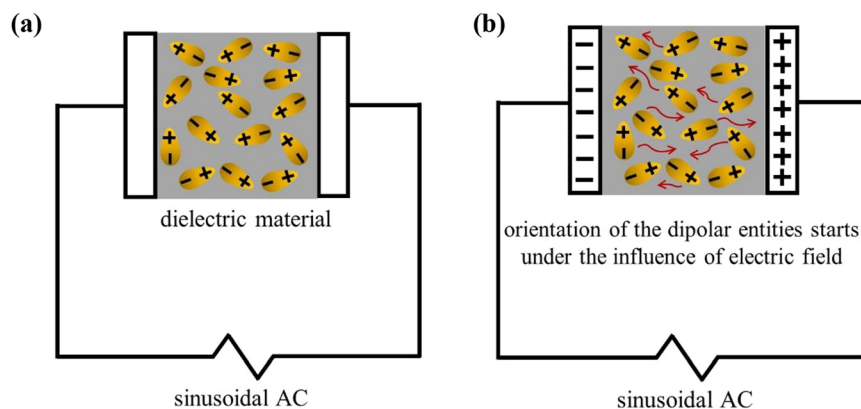 (a)
dielectric material
sinusoidal AC
(b)
orientation of the dipolar entities starts
under the influence of electric field
sinusoidal AC